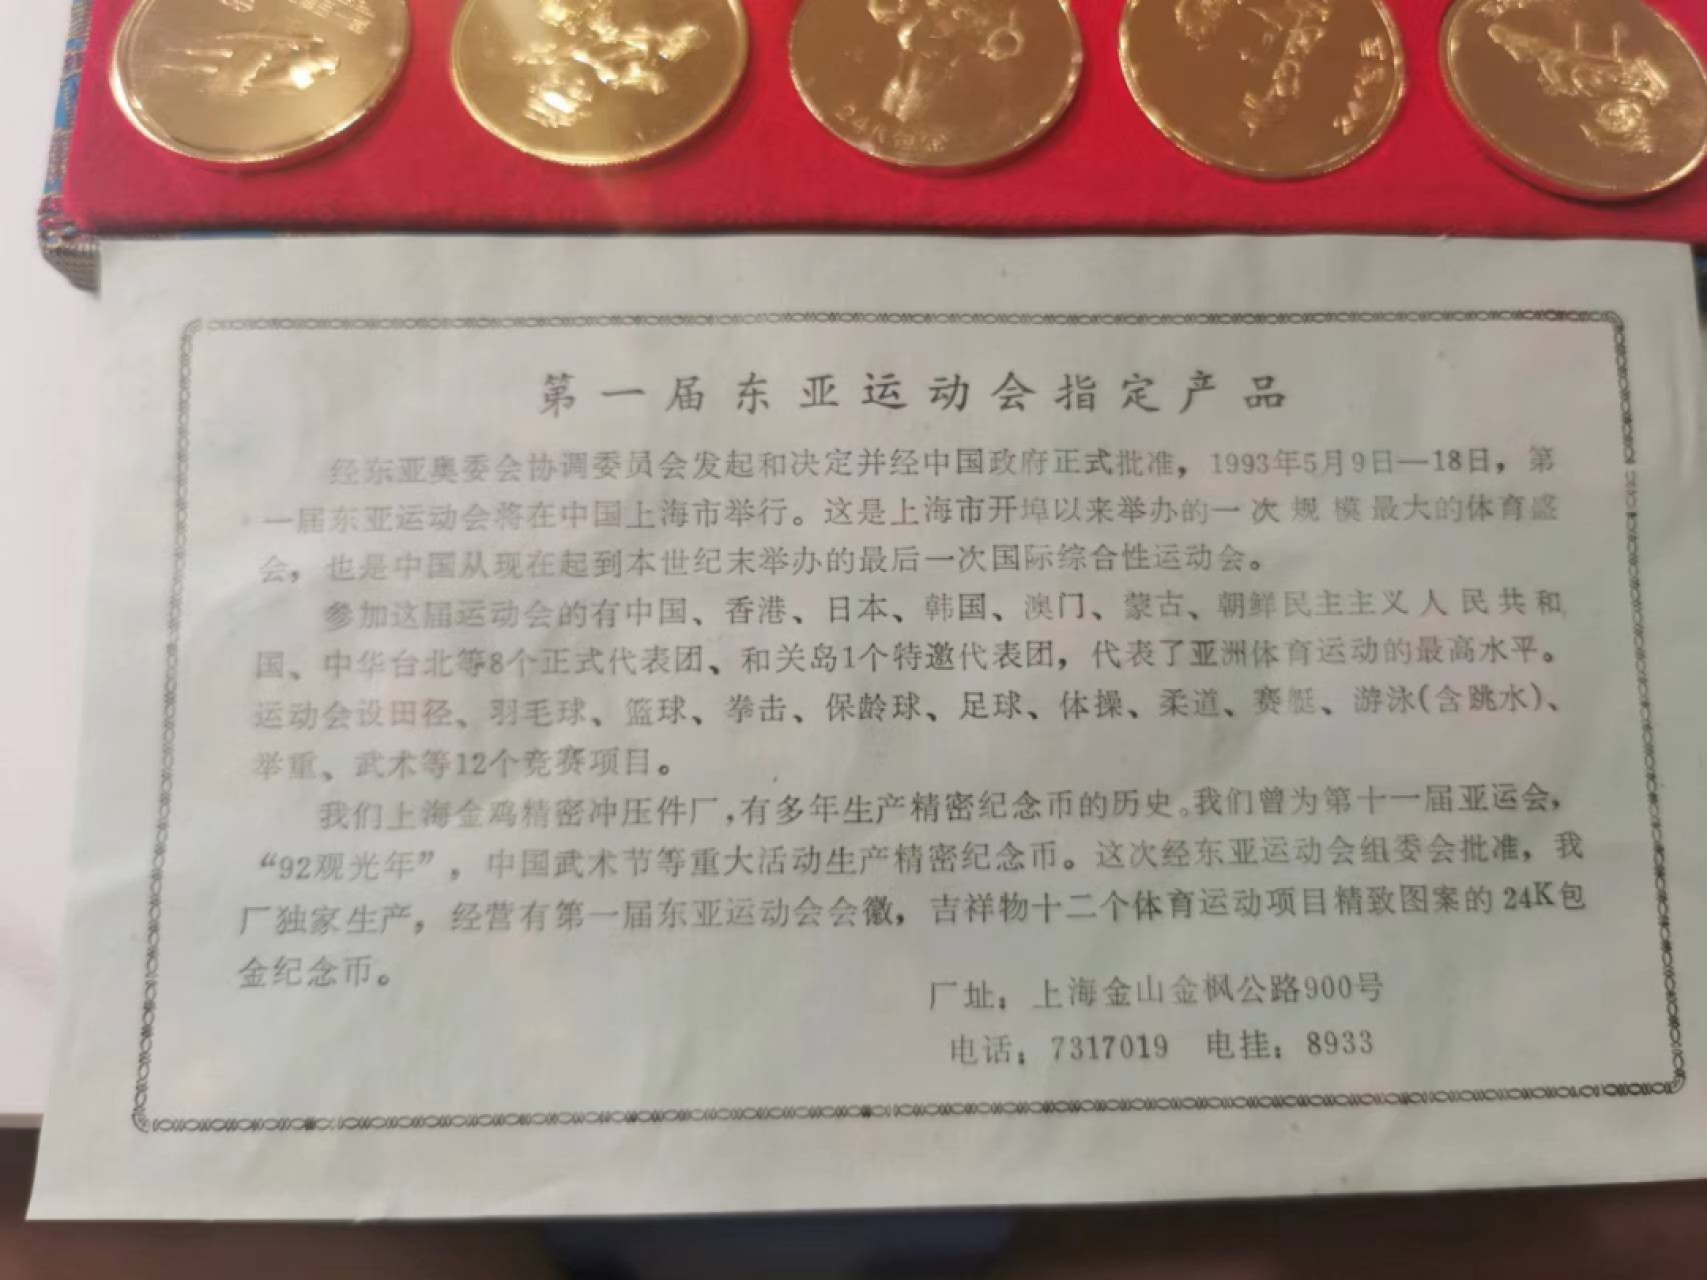 24K包金
24K包金
第一届东亚运动会指定产品
经东亚奥委会协调委员会发起和决定并经中国政府正式批准，1993年5月9日—18日，第
一届东亚运动会将在中国上海市举行。这是上海市开埠以来举办的一次规模最大的体育盛
会，也是中国从现在起到本世纪末举办的最后一次国际综合性运动会。
参加这届运动会的有中国、香港、日本、韩国、澳门、蒙古、朝鲜民主主义人民共和
国、中华台北等8个正式代表团、和关岛1个特邀代表团，代表了亚洲体育运动的最高水平。
运动会设田径、羽毛球、篮球、拳击、保龄球、足球、体操、柔道、赛艇、游泳(含跳水)、
举重、武术等12个竞赛项目。
我们上海金鸡精密冲压件厂，有多年生产精密纪念币的历史。我们曾为第十一届亚运会，
“92观光年”，中国武术节等重大活动生产精密纪念币。这次经东亚运动会组委会批准，我
厂独家生产，经营有第一届东亚运动会会徽，吉祥物十二个体育运动项目精致图案的24K包
金纪念币。
厂址：上海金山金枫公路900号
电话：7317019 电挂：8933